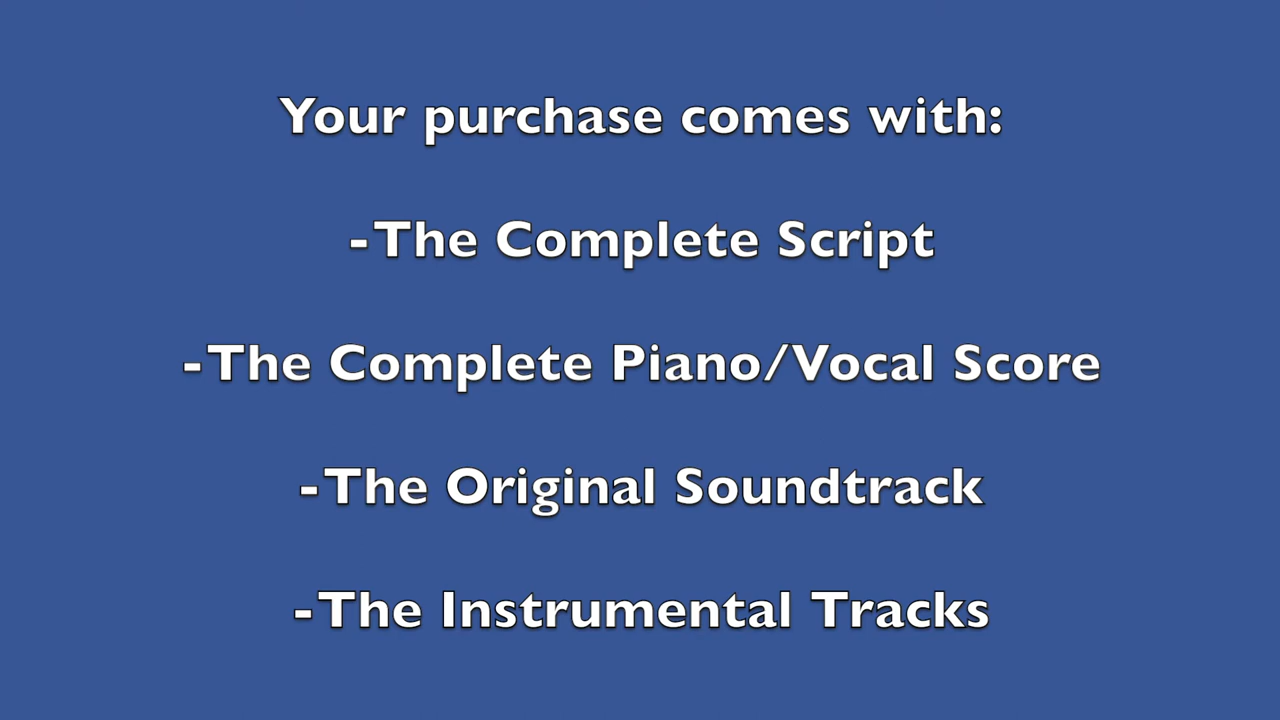 Your purchase comes with:
-The Complete Script
-The Complete Piano/Vocal Score
-The Original Soundtrack
-The Instrumental Tracks